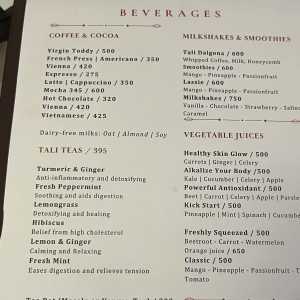 BEVERAGES
COFFEE & COCOA
Virgin Toddy / 500
French Press | Americano / 350
Vienna / 420
Espresso / 275
Latte | Cappuccino / 350
Mocha 345 / 600
Hot Chocolate / 320
Vienna / 420
Vietnamese / 425
Dairy-free milks: Oat / Almond / Soy
TALI TEAS / 395
Turmeric & Ginger
Anti-inflammatory and detoxifying
Fresh Peppermint
Soothing and aids digestion
Lemongrass
Detoxifying and healing
Hibiscus
Relief from high cholesterol
Lemon & Ginger
Calming and Relaxing
Fresh Mint
Eases digestion and relieves tension
MILKSHAKES & SMOOTHIES
Tali Dalgona / 600
Whipped Coffee, Milk, Honeycomb
Smoothies / 600
Mango - Pineapple - Passionfruit
Lassie / 600
Mango - Pineapple - Passionfruit
Milkshakes / 750
Vanilla - Chocolate - Strawberry - Salted
Caramel
VEGETABLE JUICES
Healthy Skin Glow / 500
Carrots | Ginger | Celery
Alkalize Your Body / 500
Kale | Cucumber | Celery | Apple
Powerful Antioxidant / 500
Beet | Carrot | Celery | Apple | Parsley
Kick Start / 500
Pineapple | Mint | Spinach | Cucumber
Freshly Squeezed / 500
Beetroot - Carrot - Watermelon
Orange juice / 650
Classic / 500
Mango - Pineapple - Passionfruit - T
Tomato